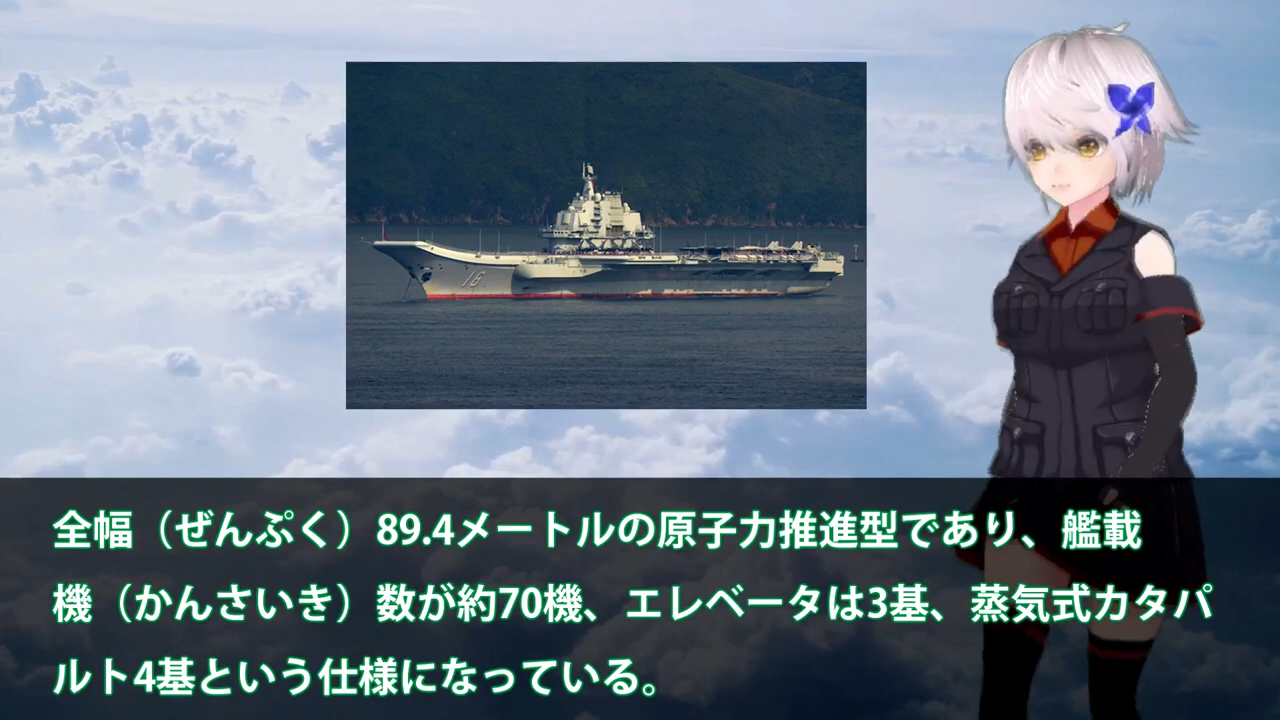 16
全幅（ぜんぷく）89.4メートルの原子力推進型であり、艦載
機（かんさいき）数が約70機、エレベータは3基、蒸気式カタパ
ルト4基という仕様になっている。